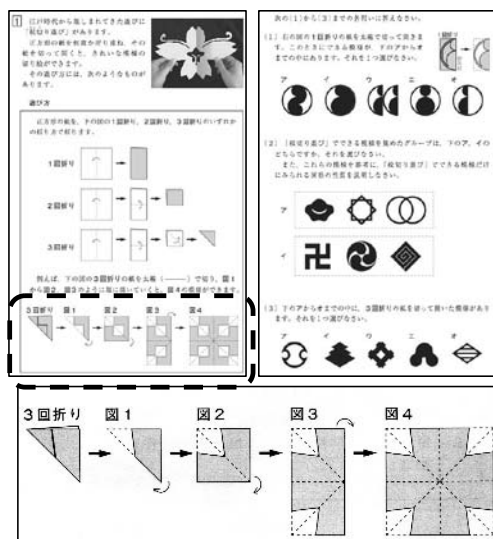 1
江戸時代から親しまれてきた遊びに
「紋切り遊び」があります。
正方形の紙を何回か折り重ね、その
紙を切って開くと、きれいな模様の
切り絵ができます。
その遊び方には、次のようなものが
あります。
遊び方
正方形の紙を、下の図の1回折り、2回折り、3回折りのいずれか
の折り方で折ります。
1回折り
2回折り
3回折り
例えば、下の図の3回折りの紙を太線(――)で切り、図1
から図2、図3のように順に開いていくと、図4の模様ができます。
3回折り 図1 図2 図3 図4
次の(1)から(3)までの各問いに答えなさい。
(1) 右の図の1回折りの紙を太線で切って開きま
す。このときにできる模様が、下のアからオ
までの中にあります。それを1つ選びなさい。
1回折り
ア イ ウ エ オ
(2) 「紋切り遊び」でできる模様を集めたグループは、下のア、イの
どちらですか。それを選びなさい。
また、これらの模様を参考に、「紋切り遊び」でできる模様だけ
にみられる図形の性質を説明しなさい。
ア
イ
(3) 下のアからオまでの中に、3回折りの紙を切って開いた模様があり
ます。それを1つ選びなさい。
ア イ ウ エ オ
3回折り 図1 図2 図3 図4